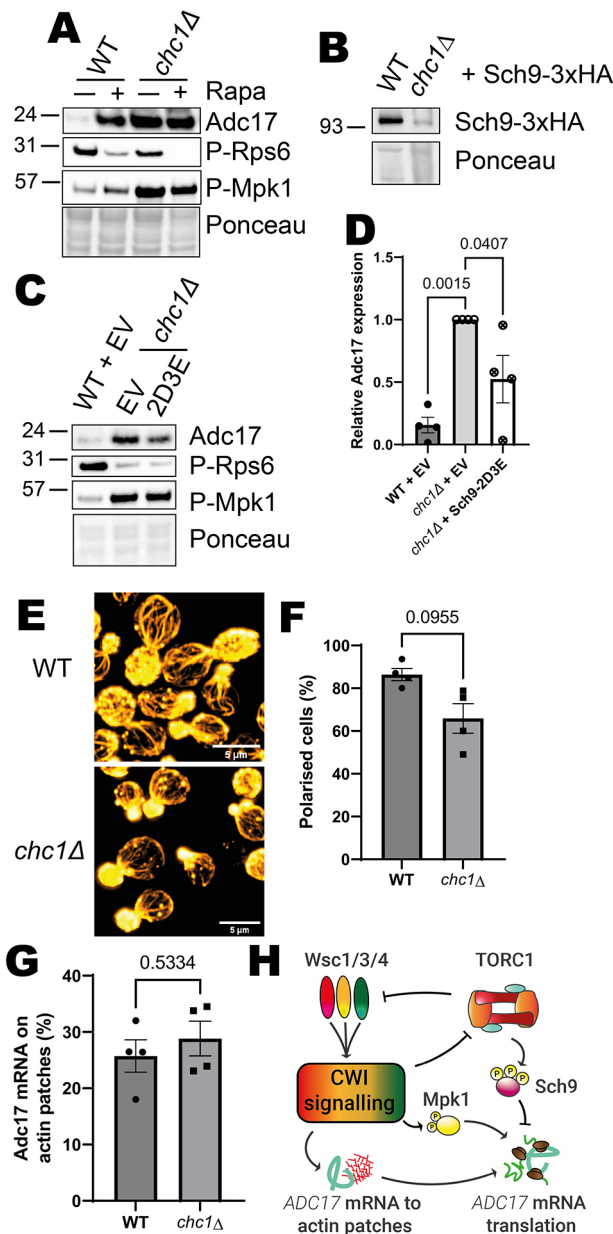 A
WT chc1Δ
— + — + Rapa
24 Adc17
31 P-Rps6
57 P-Mpk1
Ponceau
B
WT chc1Δ + Sch9-3xHA
93 Sch9-3xHA
Ponceau
C
chc1Δ
WT + EV EV 2D3E
24 Adc17
31 P-Rps6
57 P-Mpk1
Ponceau
D
Relative Adc17 expression
1.5
1.0
0.5
0.0
0.0407
0.0015
WT + EV
chc1Δ + EV
chc1Δ + Sch9-2D3E
E
WT
5 µm
chc1Δ
5 µm
F
0.0955
Polarised cells (%)
100
80
60
40
20
0
WT chc1Δ
G
0.5334
Adc17 mRNA on
actin patches (%)
40
30
20
10
0
WT chc1Δ
H
Wsc1/3/4 TORC1
CWI
signalling
P P P
Sch9
Mpk1
P P
ADC17 mRNA to
actin patches
ADC17 mRNA
translation